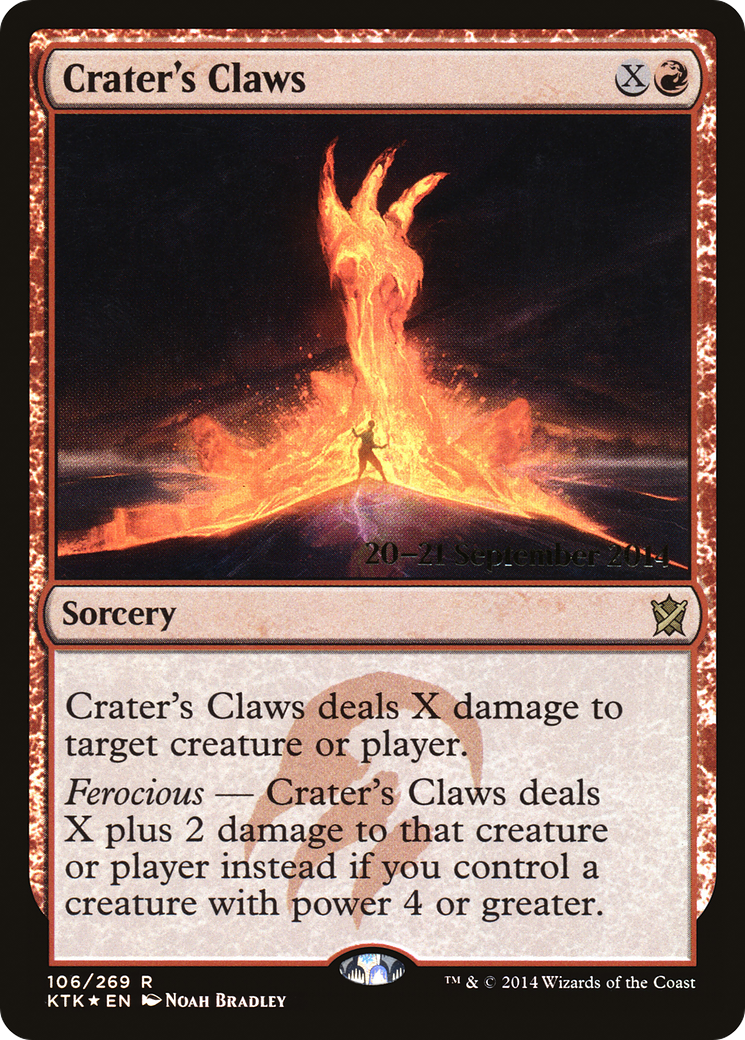 Crater's Claws
X
20–21 September 2014
Sorcery
Crater's Claws deals X damage to
target creature or player.
Ferocious — Crater's Claws deals
X plus 2 damage to that creature
or player instead if you control a
creature with power 4 or greater.
106/269 R
KTK★EN Noah Bradley
™ & © 2014 Wizards of the Coast